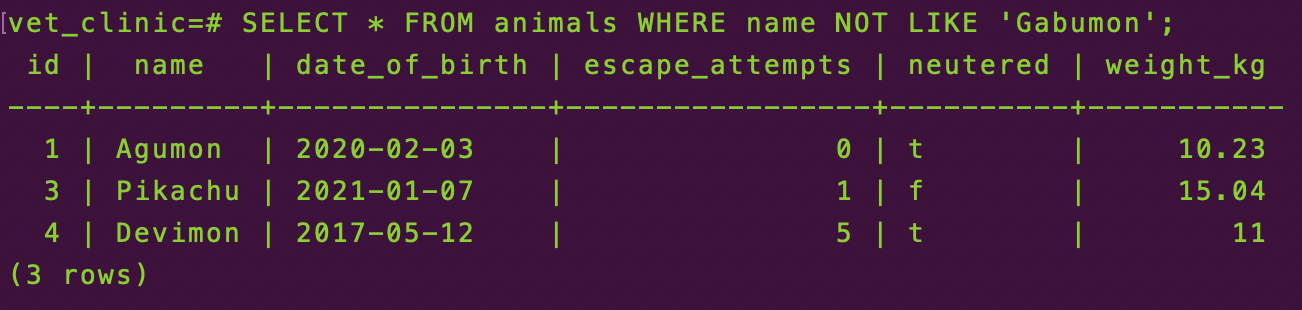 [vet_clinic=# SELECT * FROM animals WHERE name NOT LIKE 'Gabumon';
 id |  name   | date_of_birth | escape_attempts | neutered | weight_kg
----+---------+---------------+-----------------+----------+-----------
  1 | Agumon  | 2020-02-03    |               0 | t        |     10.23
  3 | Pikachu | 2021-01-07    |               1 | f        |     15.04
  4 | Devimon | 2017-05-12    |               5 | t        |        11
(3 rows)